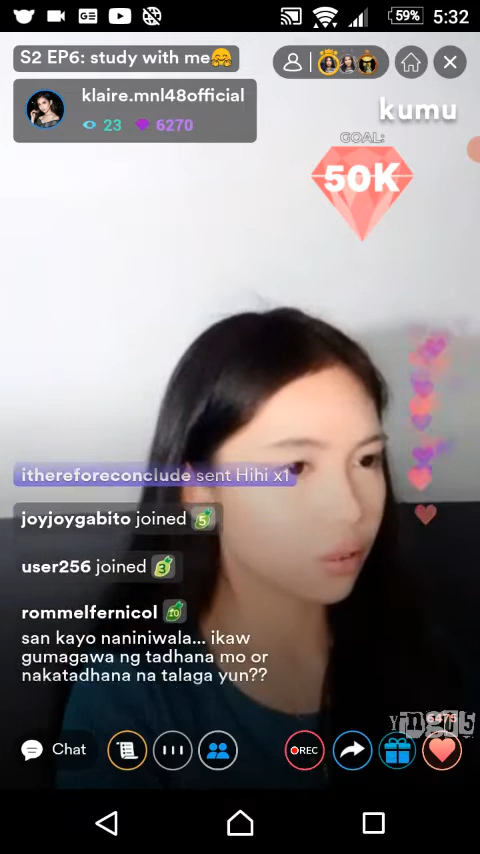 59% 5:32
S2 EP6: study with me🤗
klaire.mnl48official
23 6270
kumu
GOAL:
50K
ithereforeconclude sent Hihi x1
joyjoygabito joined 5
user256 joined 3
rommelfernicol 10
san kayo naniniwala... ikaw
gumagawa ng tadhana mo or
nakatadhana na talaga yun??
6475
Chat
REC